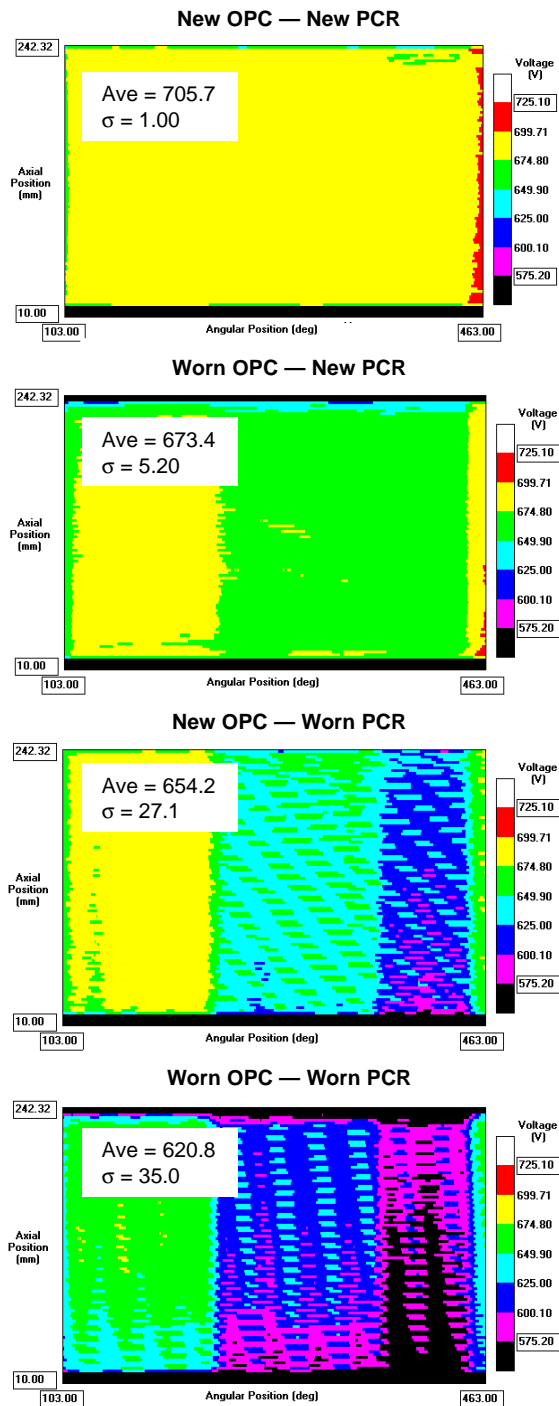 New OPC — New PCR
242.32
Ave = 705.7
σ = 1.00
Axial
Position
(mm)
10.00
103.00
Angular Position (deg)
463.00
Voltage
(V)
725.10
699.71
674.80
649.90
625.00
600.10
575.20
Worn OPC — New PCR
242.32
Ave = 673.4
σ = 5.20
Axial
Position
(mm)
10.00
103.00
Angular Position (deg)
463.00
Voltage
(V)
725.10
699.71
674.80
649.90
625.00
600.10
575.20
New OPC — Worn PCR
242.32
Ave = 654.2
σ = 27.1
Axial
Position
(mm)
10.00
103.00
Angular Position (deg)
463.00
Voltage
(V)
725.10
699.71
674.80
649.90
625.00
600.10
575.20
Worn OPC — Worn PCR
242.32
Ave = 620.8
σ = 35.0
Axial
Position
(mm)
10.00
103.00
Angular Position (deg)
463.00
Voltage
(V)
725.10
699.71
674.80
649.90
625.00
600.10
575.20